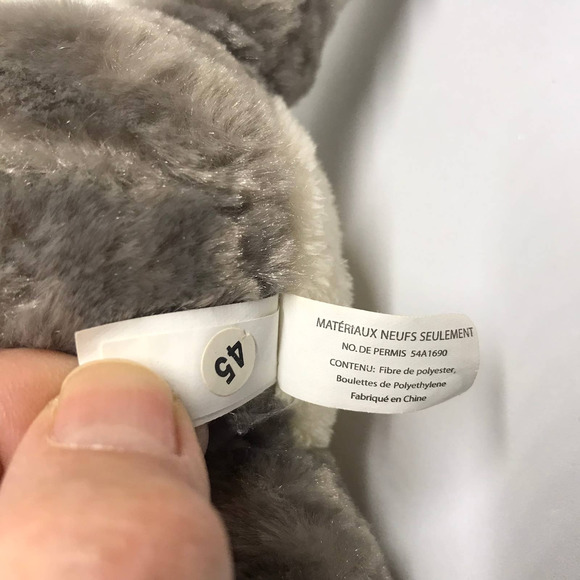 45
MATÉRIAUX NEUFS SEULEMENT
NO. DE PERMIS 54A1690
CONTENU: Fibre de polyester,
Boulettes de Polyethylene
Fabriqué en Chine